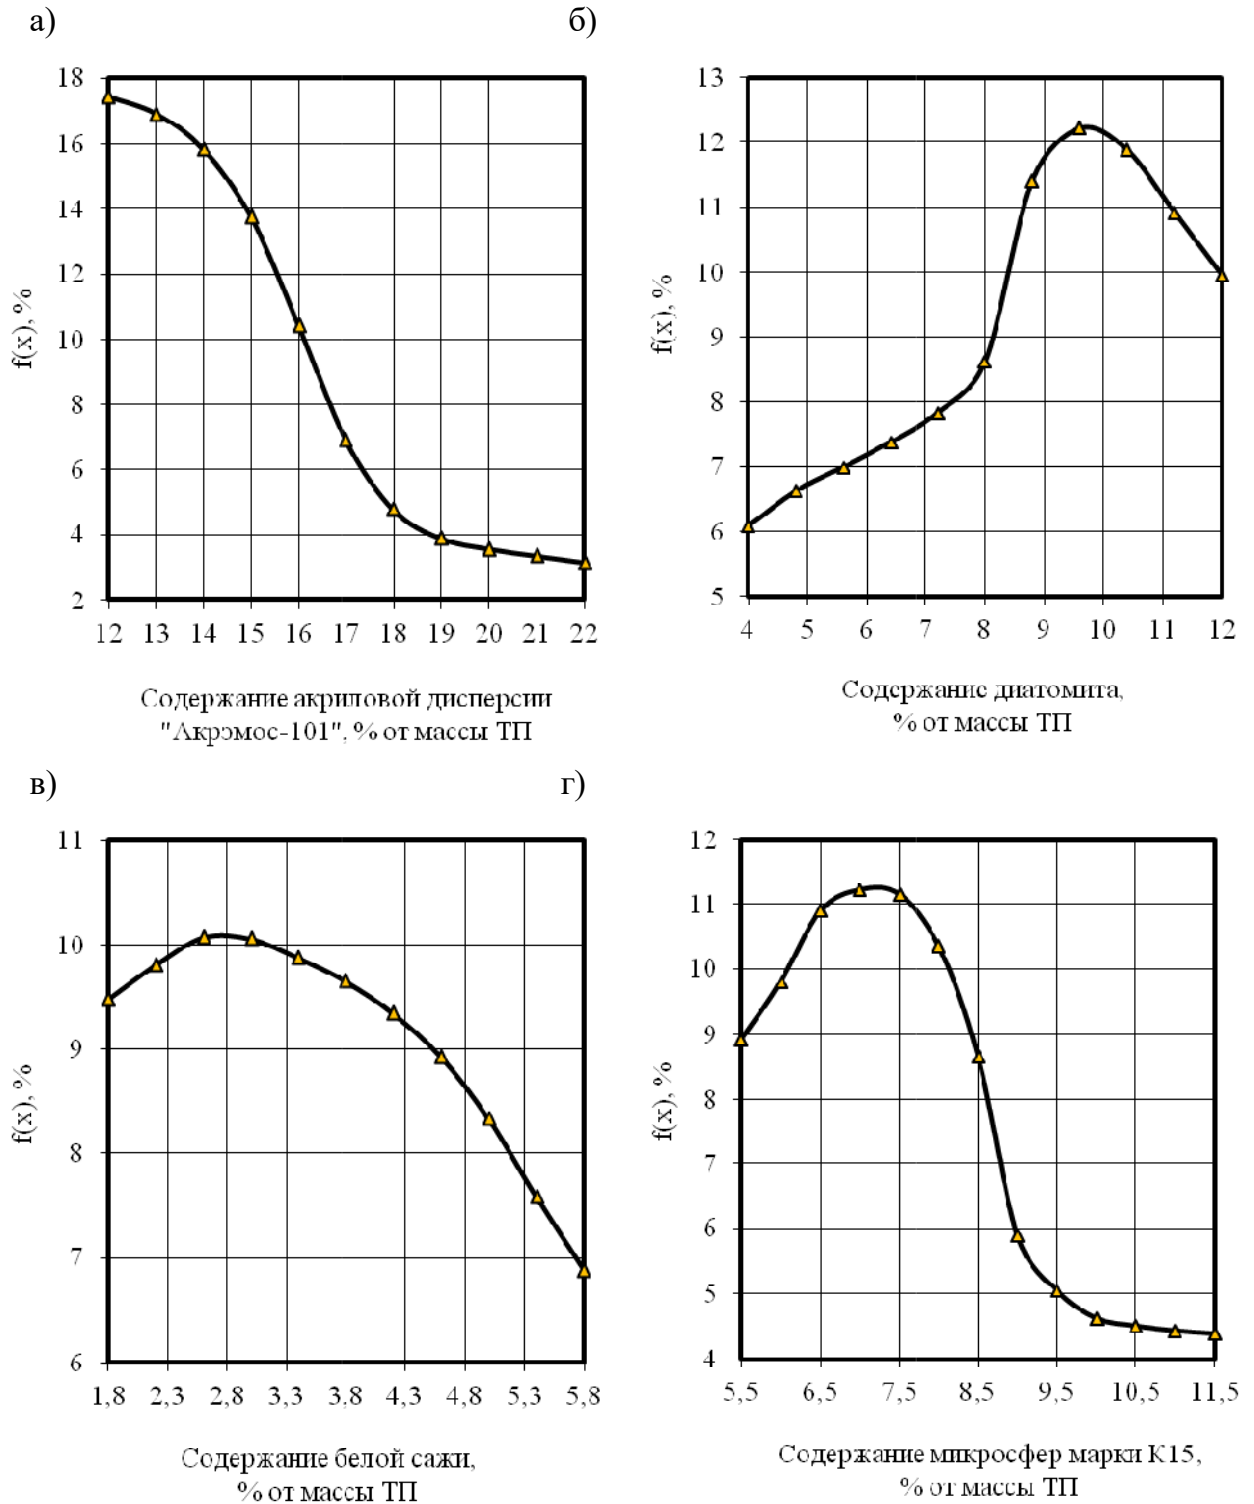 а)
б)
18
16
14
12
10
8
6
4
2
f(x), %
12 13 14 15 16 17 18 19 20 21 22
Содержание акриловой дисперсии
"Акрэмос-101", % от массы ТП
13
12
11
10
9
8
7
6
5
f(x), %
4 5 6 7 8 9 10 11 12
Содержание диатомита,
% от массы ТП
в)
г)
11
10
9
8
7
6
f(x), %
1,8 2,3 2,8 3,3 3,8 4,3 4,8 5,3 5,8
Содержание белой сажи,
% от массы ТП
12
11
10
9
8
7
6
5
4
f(x), %
5,5 6,5 7,5 8,5 9,5 10,5 11,5
Содержание микросфер марки К15,
% от массы ТП